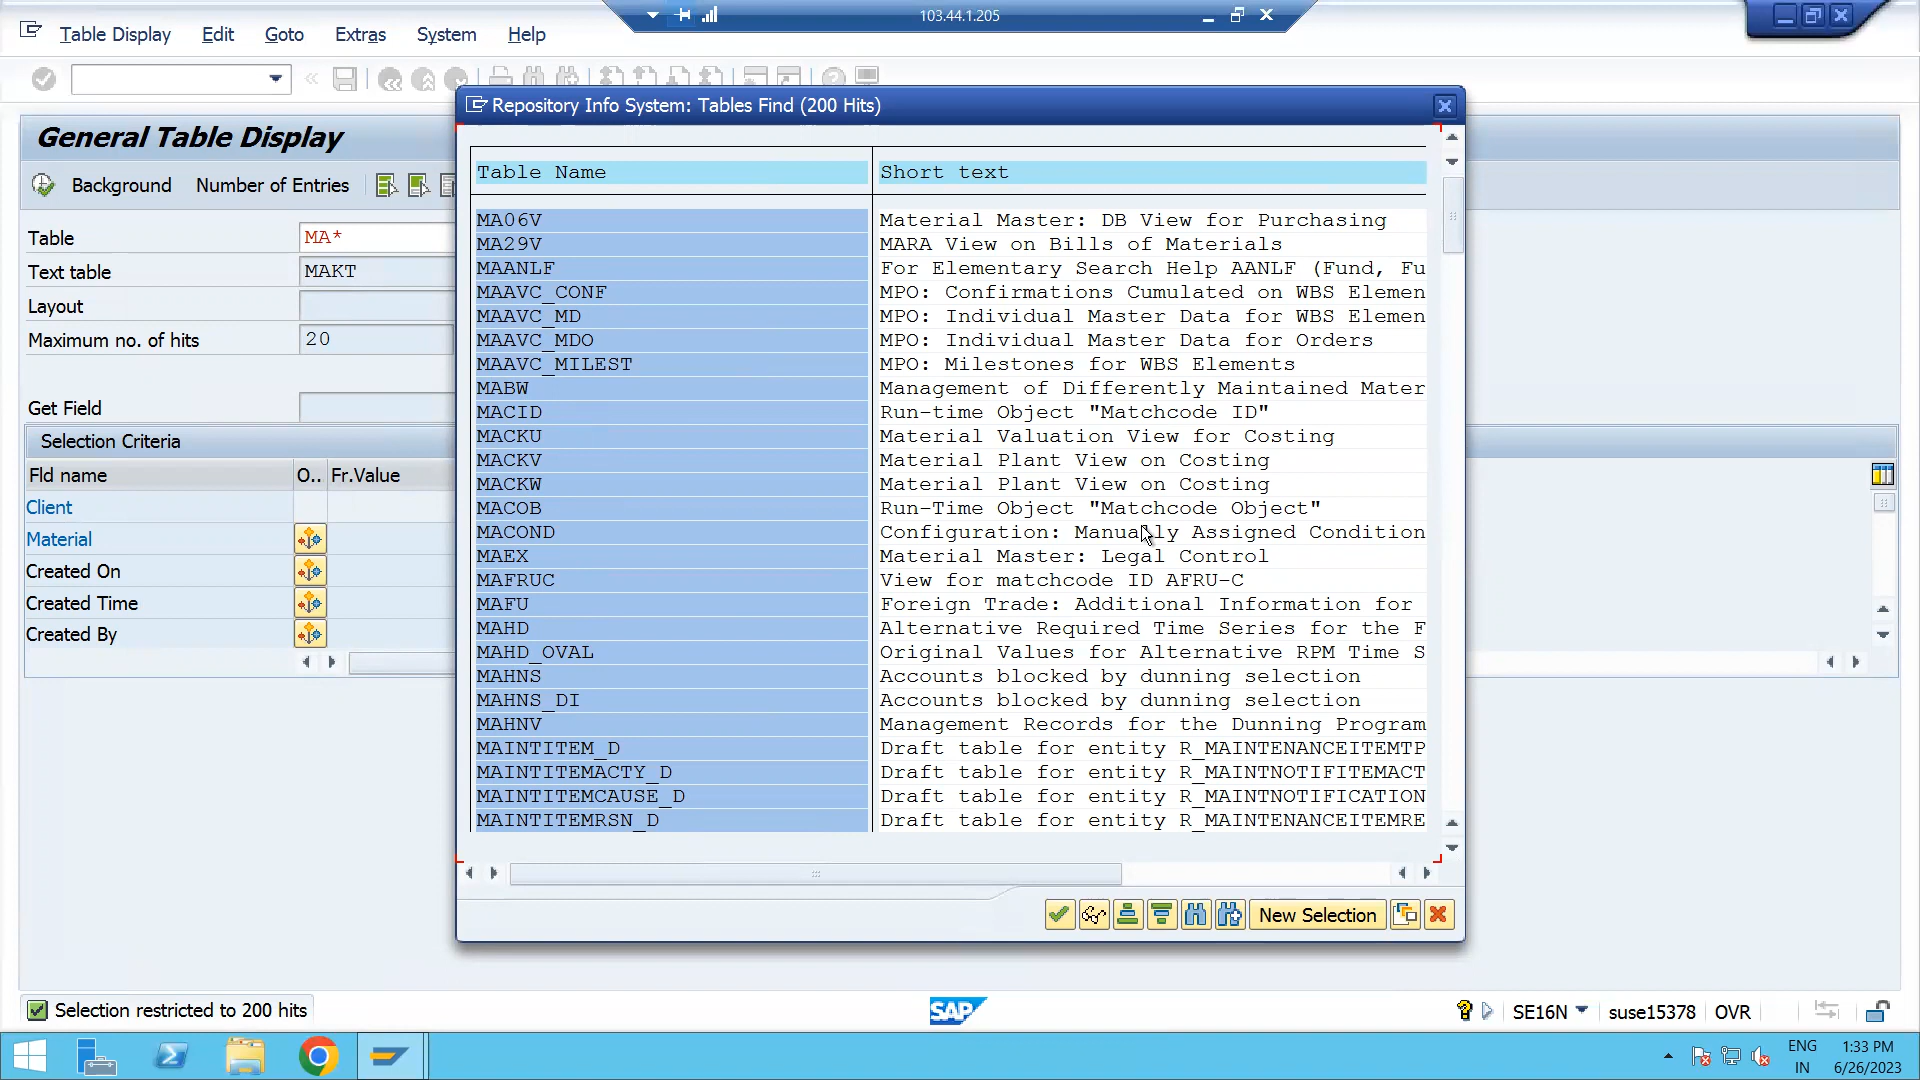 103.44.1.205
Table Display Edit Goto Extras System Help
Repository Info System: Tables Find (200 Hits)
General Table Display
Background Number of Entries
Table MA*
Text table MAKT
Layout
Maximum no. of hits 20
Get Field
Selection Criteria
Fld name O.. Fr.Value
Client
Material
Created On
Created Time
Created By
Table Name Short text
MA06V Material Master: DB View for Purchasing
MA29V MARA View on Bills of Materials
MAANLF For Elementary Search Help AANLF (Fund, Fu
MAAVC_CONF MPO: Confirmations Cumulated on WBS Elemen
MAAVC_MD MPO: Individual Master Data for WBS Elemen
MAAVC_MDO MPO: Individual Master Data for Orders
MAAVC_MILEST MPO: Milestones for WBS Elements
MABW Management of Differently Maintained Mater
MACID Run-time Object "Matchcode ID"
MACKU Material Valuation View for Costing
MACKV Material Plant View on Costing
MACKW Material Plant View on Costing
MACOB Run-Time Object "Matchcode Object"
MACOND Configuration: Manually Assigned Condition
MAEX Material Master: Legal Control
MAFRUC View for matchcode ID AFRU-C
MAFU Foreign Trade: Additional Information for
MAHD Alternative Required Time Series for the F
MAHD_OVAL Original Values for Alternative RPM Time S
MAHNS Accounts blocked by dunning selection
MAHNS_DI Accounts blocked by dunning selection
MAHNV Management Records for the Dunning Program
MAINTITEM_D Draft table for entity R_MAINTENANCEITEMTP
MAINTITEMACTY_D Draft table for entity R_MAINTNOTIFITEMACT
MAINTITEMCAUSE_D Draft table for entity R_MAINTNOTIFICATION
MAINTITEMRSN_D Draft table for entity R_MAINTENANCEITEMRE
New Selection
Selection restricted to 200 hits
SAP
SE16N suse15378 OVR
ENG 1:33 PM
IN 6/26/2023